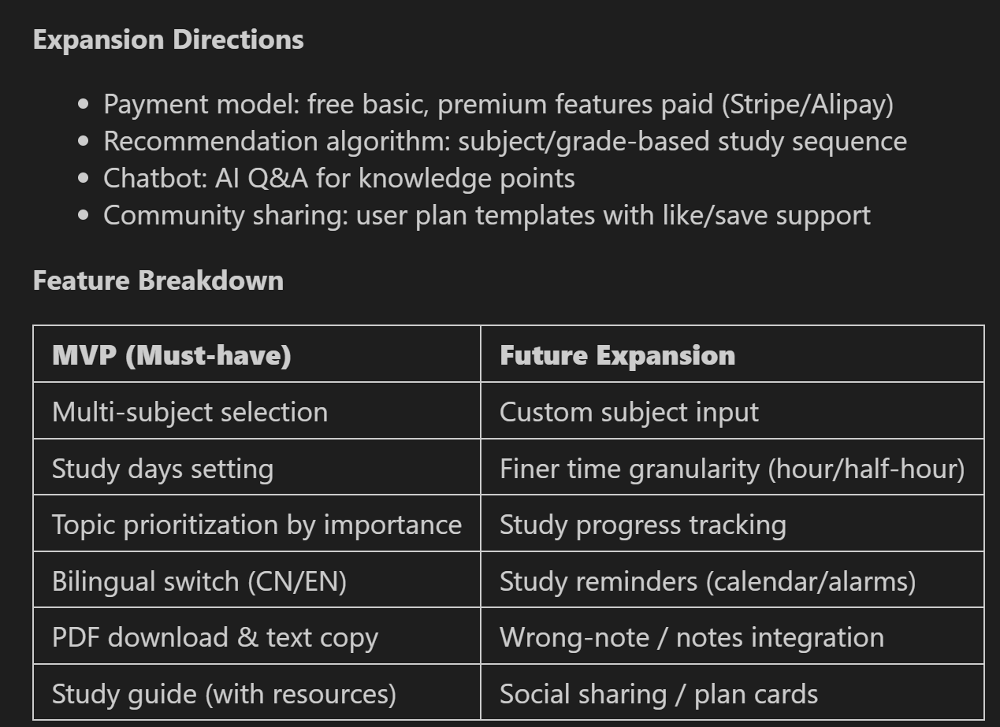 Expansion Directions
Payment model: free basic, premium features paid (Stripe/Alipay)
Recommendation algorithm: subject/grade-based study sequence
Chatbot: AI Q&A for knowledge points
Community sharing: user plan templates with like/save support
Feature Breakdown
MVP (Must-have) Future Expansion
Multi-subject selection Custom subject input
Study days setting Finer time granularity (hour/half-hour)
Topic prioritization by importance Study progress tracking
Bilingual switch (CN/EN) Study reminders (calendar/alarms)
PDF download & text copy Wrong-note / notes integration
Study guide (with resources) Social sharing / plan cards